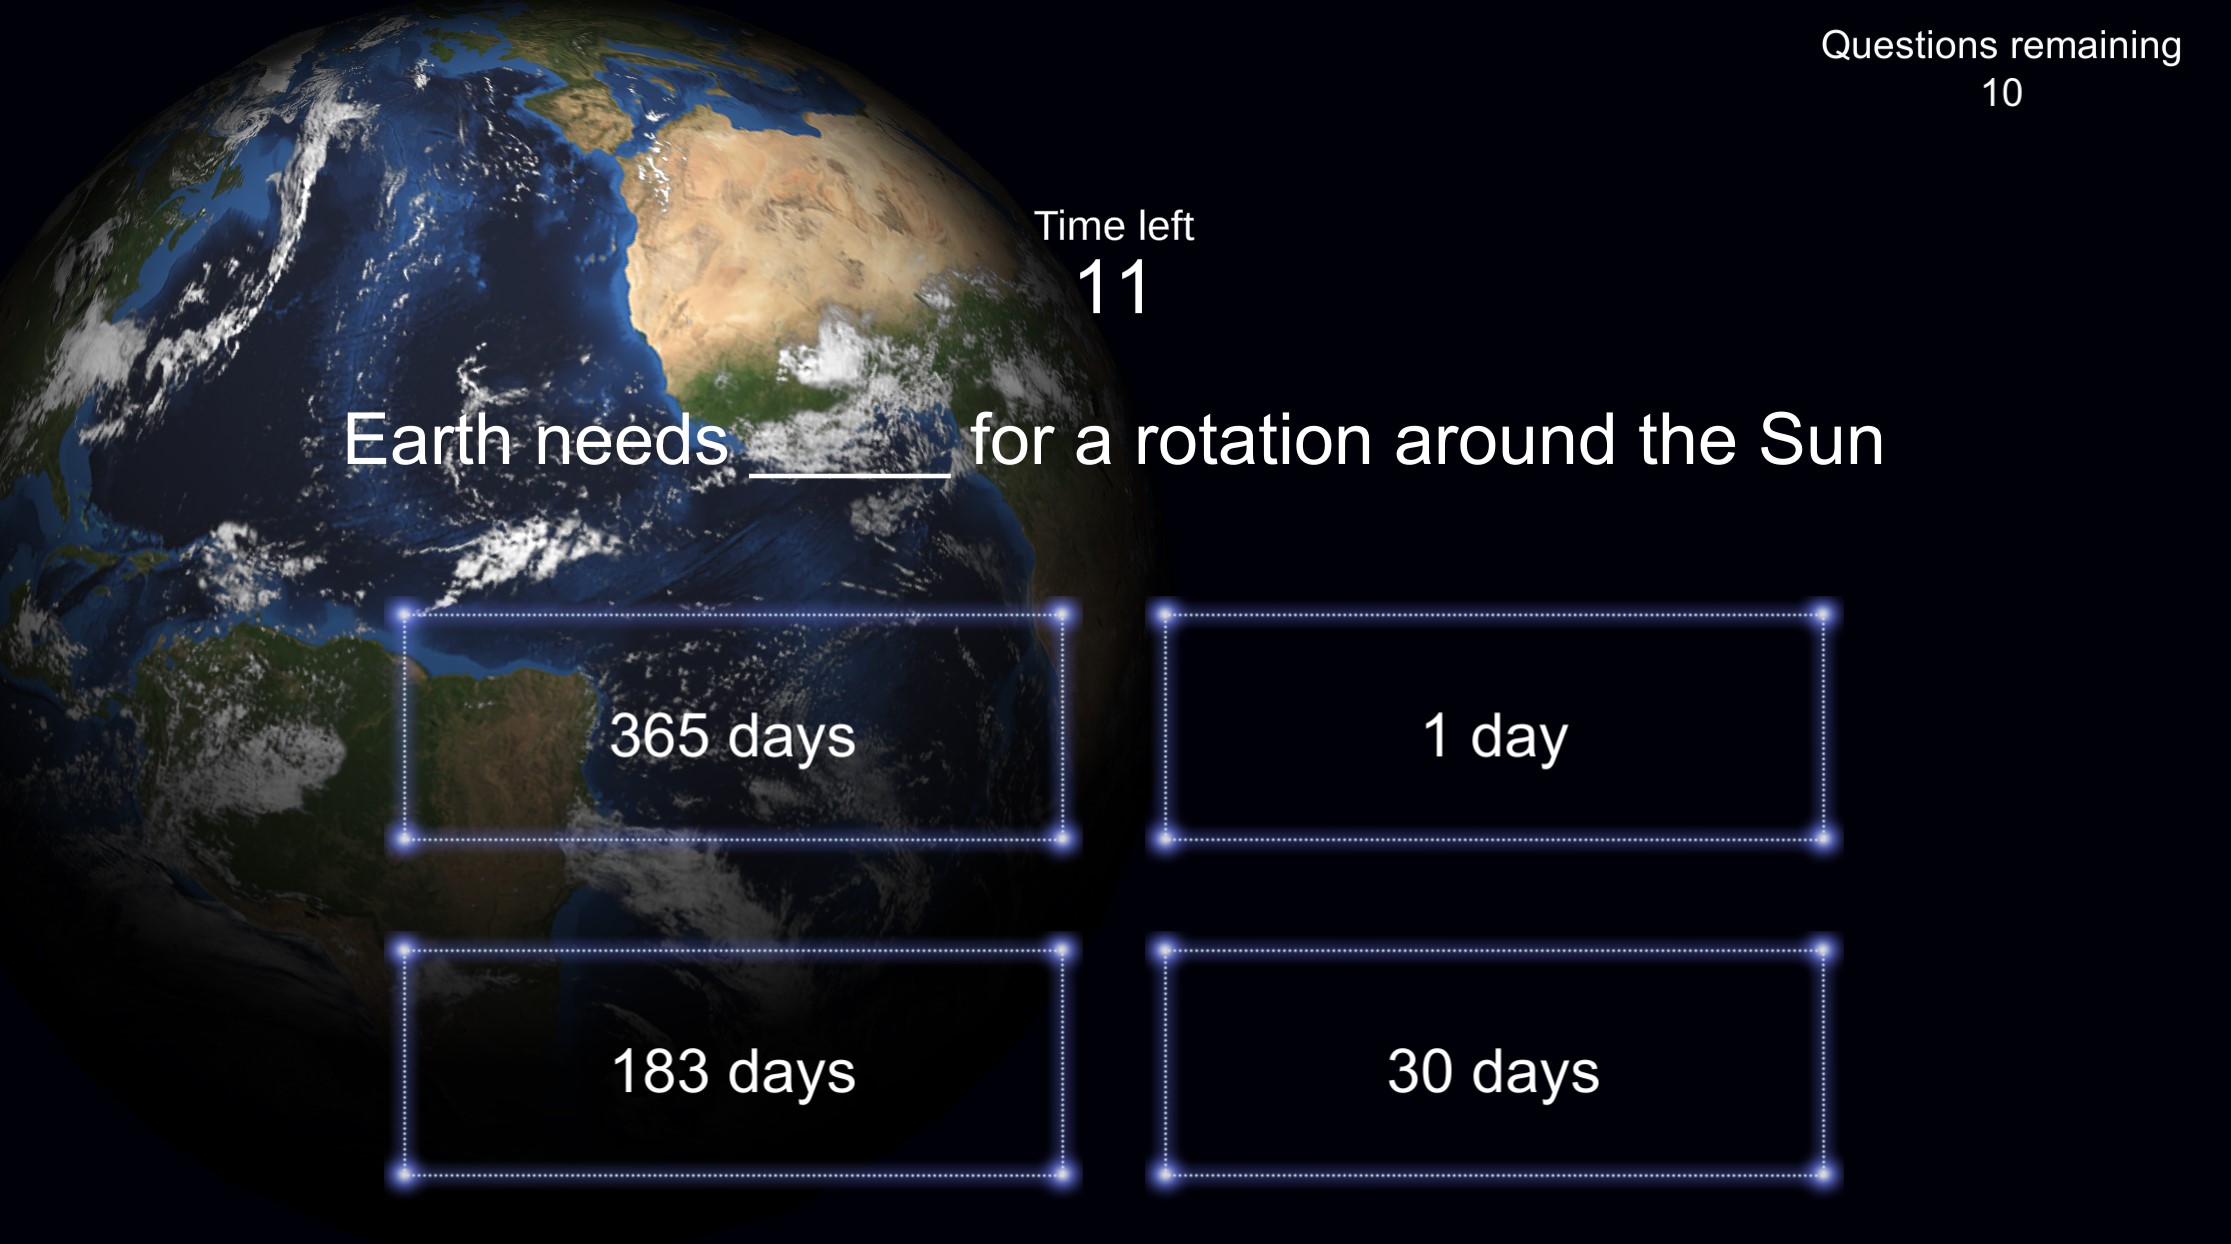 Questions remaining
10
Time left
11
Earth needs _____ for a rotation around the Sun
365 days
1 day
183 days
30 days